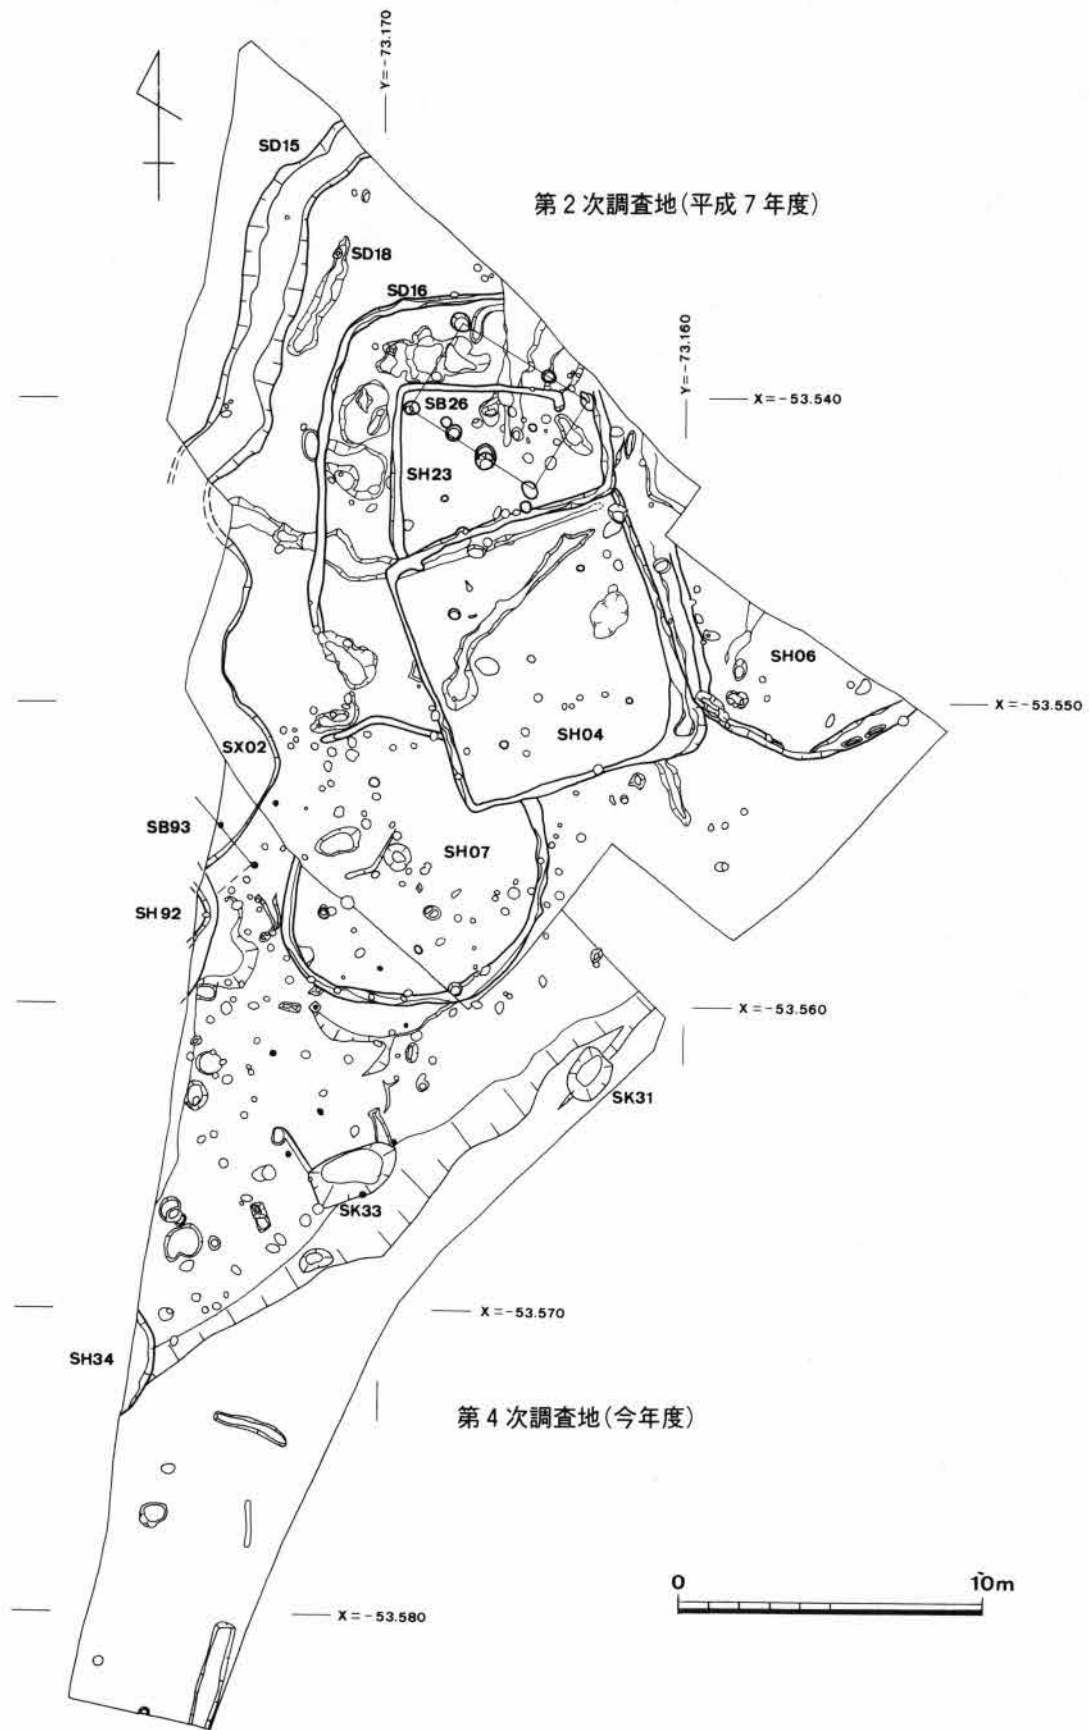 Y=-73.170
SD15
第2次調査地(平成7年度)
SD18
SD16
Y=-73.160
X=-53.540
SB26
SH23
SH06
X=-53.550
SH04
SX02
SB93
SH07
SH92
X=-53.560
SK31
SK33
X=-53.570
SH34
第4次調査地(今年度)
0 10m
X=-53.580